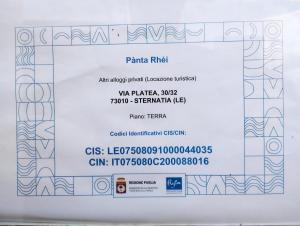 Pànta Rhéi
Altri alloggi privati (Locazione turistica)
VIA PLATEA, 30/32
73010 - STERNATIA (LE)
Piano: TERRA
Codici Identificativi CIS/CIN:
CIS: LE07508091000044035
CIN: IT075080C200088016
REGIONE PUGLIA